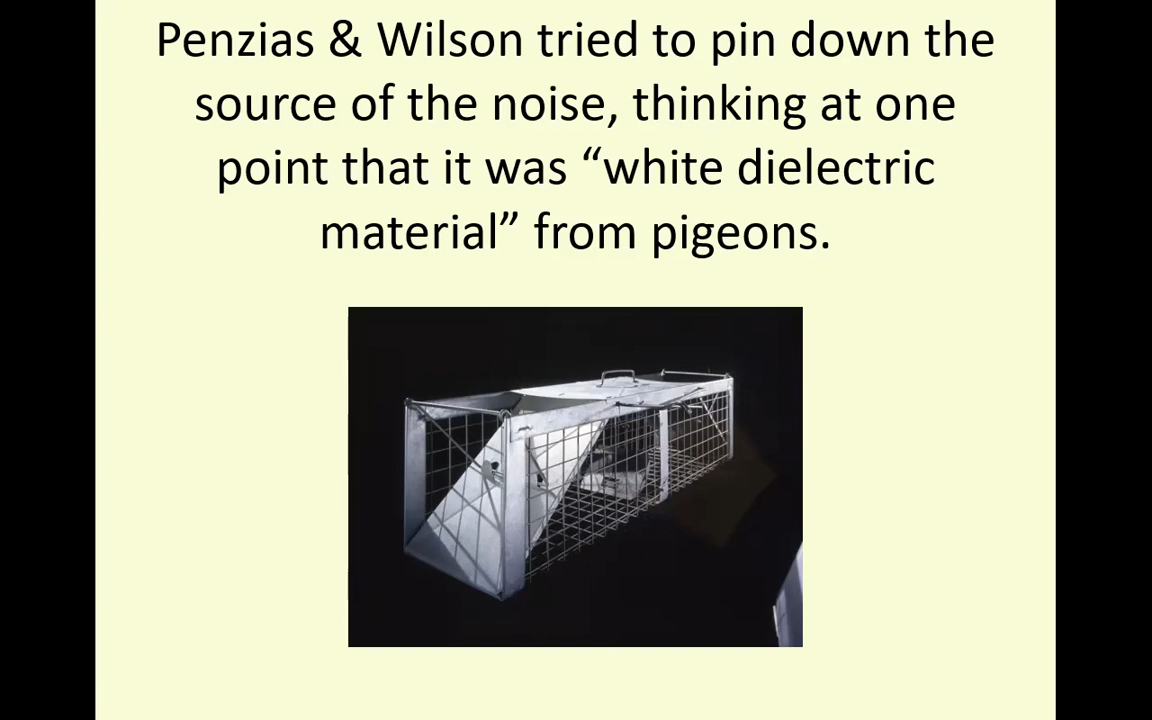 Penzias & Wilson tried to pin down the
source of the noise, thinking at one
point that it was “white dielectric
material” from pigeons.